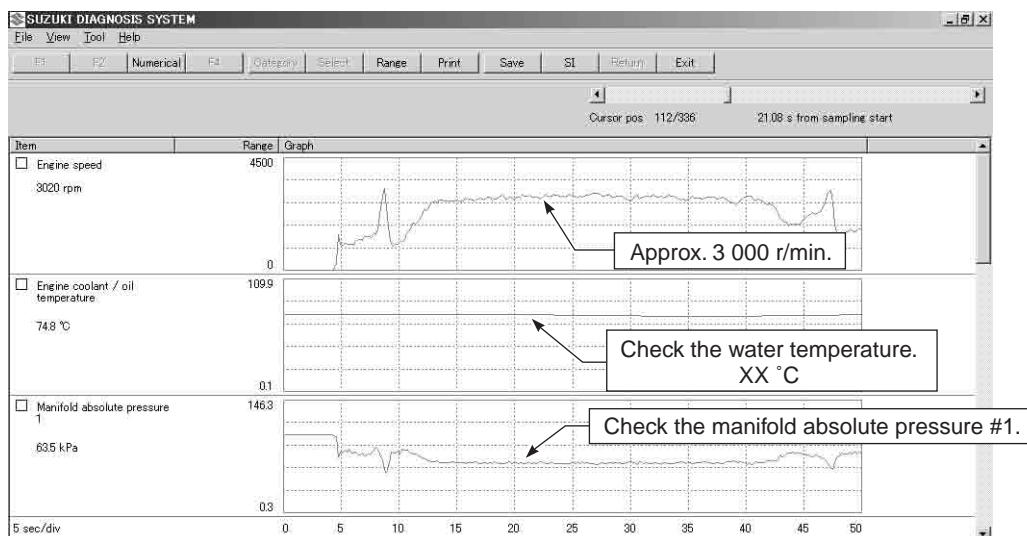 SUZUKI DIAGNOSIS SYSTEM
File View Tool Help
F1 F2 Numerical F4 Category Select Range Print Save SI Return Exit
Cursor pos 112/336 21.08 s from sampling start
Item Range Graph
Engine speed 4500
3020 rpm
Approx. 3 000 r/min.
0
Engine coolant / oil 109.9
temperature
74.8 °C
Check the water temperature.
XX °C
0.1
Manifold absolute pressure 146.3
1
Check the manifold absolute pressure #1.
63.5 kPa
0.3
5 sec/div 0 5 10 15 20 25 30 35 40 45 50